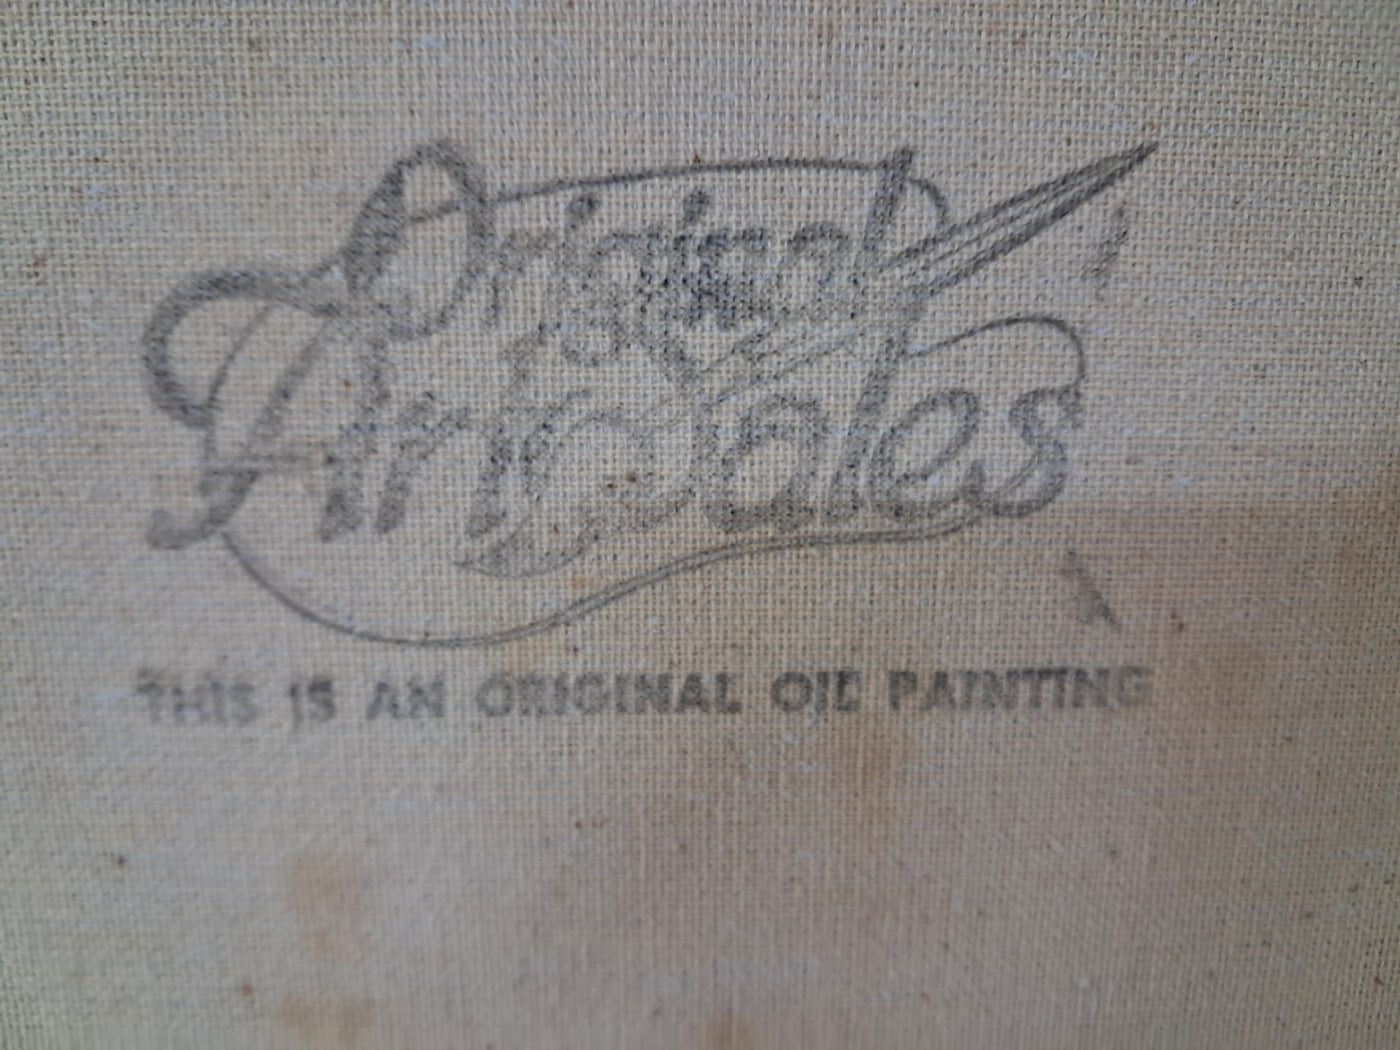 Original
Art Sales
THIS IS AN ORIGINAL OIL PAINTING